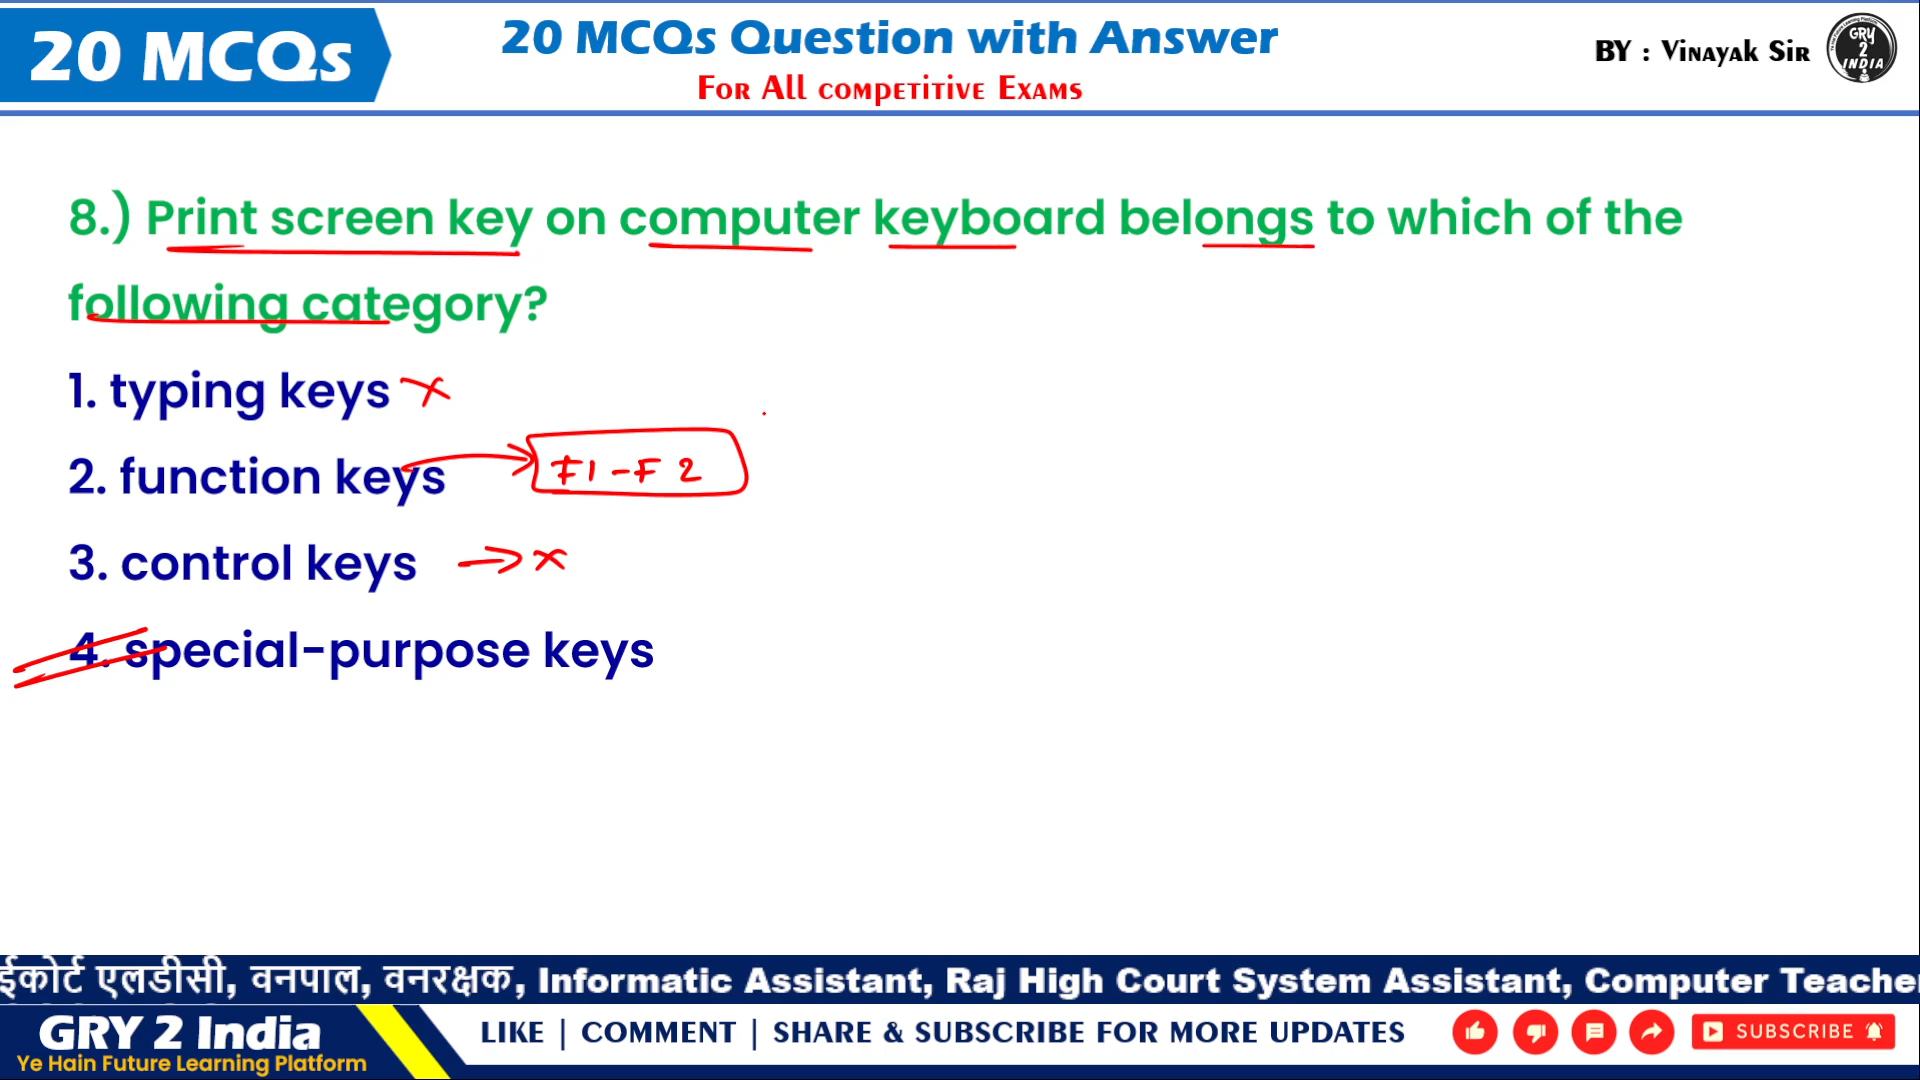 20 MCQs
20 MCQs Question with Answer
For All competitive Exams
BY : Vinayak Sir
GRY
2
INDIA
8.) Print screen key on computer keyboard belongs to which of the
following category?
1. typing keys ×
2. function keys → F1 - F 2
3. control keys → ×
4. special-purpose keys
ईकोर्ट एलडीसी, वनपाल, वनरक्षक, Informatic Assistant, Raj High Court System Assistant, Computer Teache
GRY 2 India
Ye Hain Future Learning Platform
LIKE | COMMENT | SHARE & SUBSCRIBE FOR MORE UPDATES
SUBSCRIBE